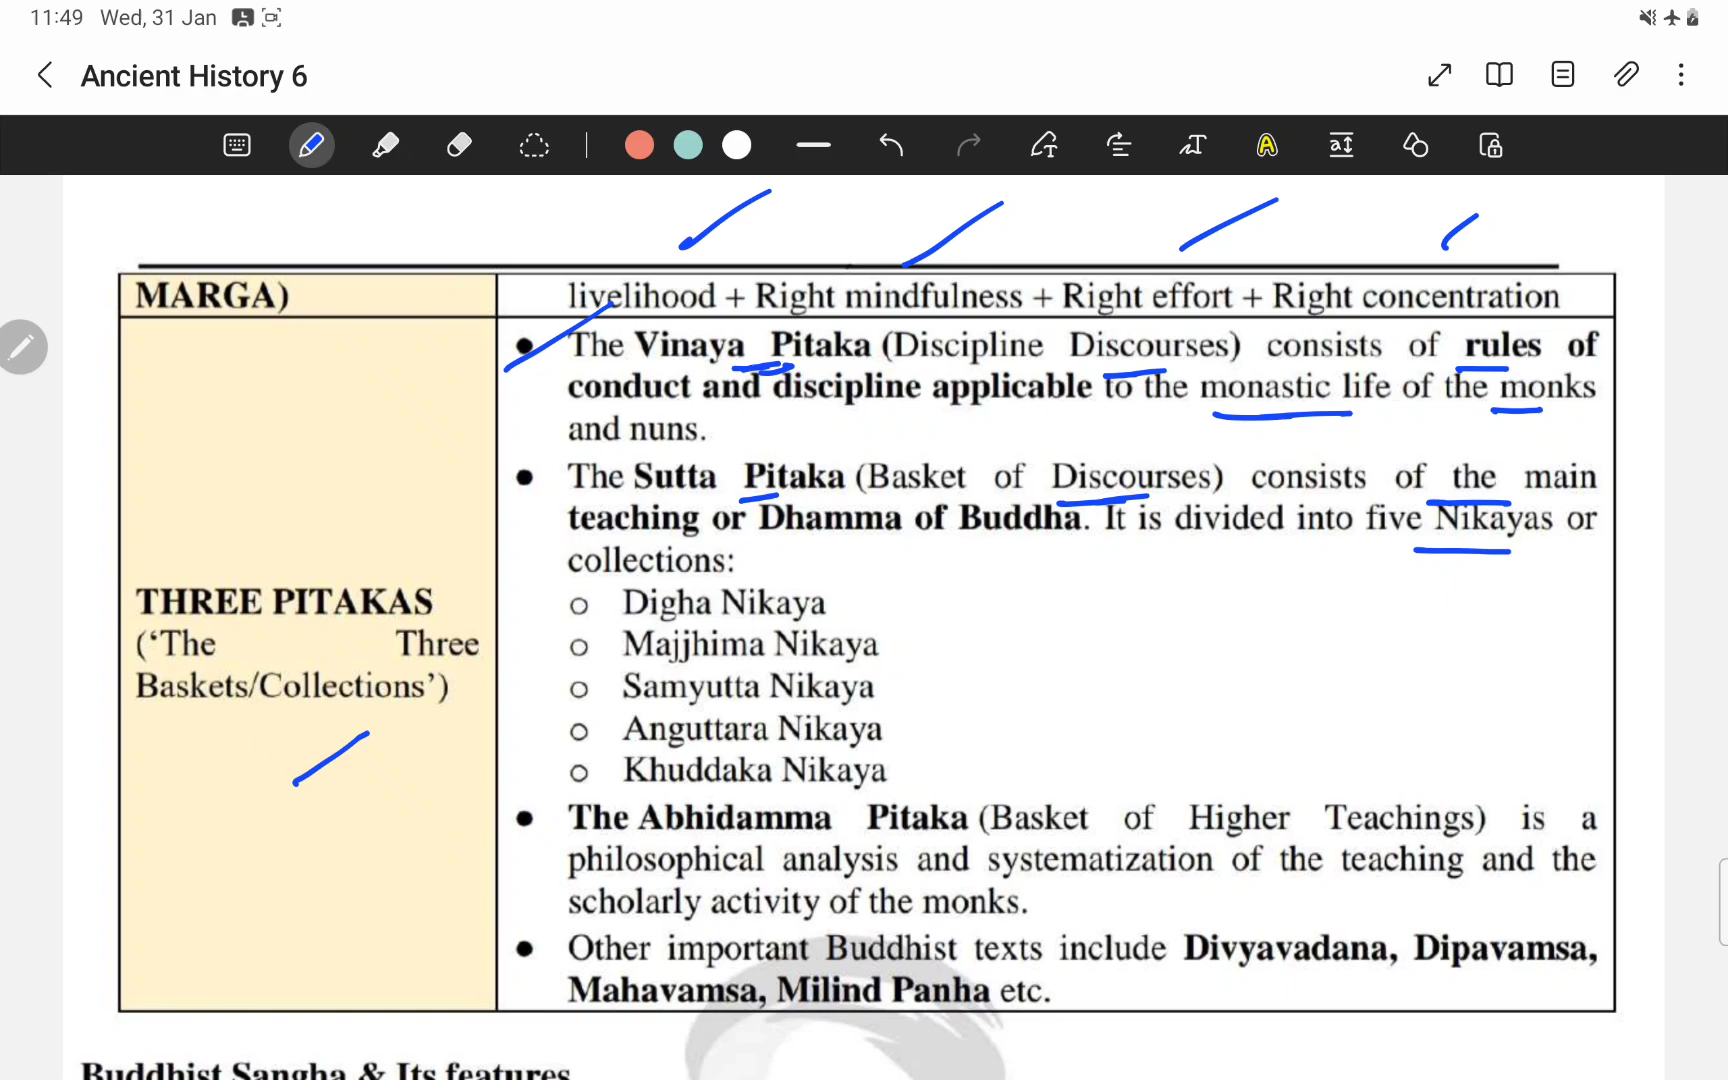 11:49 Wed, 31 Jan
Ancient History 6
MARGA)
livelihood + Right mindfulness + Right effort + Right concentration
THREE PITAKAS
(‘The Three
Baskets/Collections’)
● The Vinaya Pitaka (Discipline Discourses) consists of rules of
conduct and discipline applicable to the monastic life of the monks
and nuns.
● The Sutta Pitaka (Basket of Discourses) consists of the main
teaching or Dhamma of Buddha. It is divided into five Nikayas or
collections:
o Digha Nikaya
o Majjhima Nikaya
o Samyutta Nikaya
o Anguttara Nikaya
o Khuddaka Nikaya
● The Abhidamma Pitaka (Basket of Higher Teachings) is a
philosophical analysis and systematization of the teaching and the
scholarly activity of the monks.
● Other important Buddhist texts include Divyavadana, Dipavamsa,
Mahavamsa, Milind Panha etc.
Buddhist Sangha & Its features